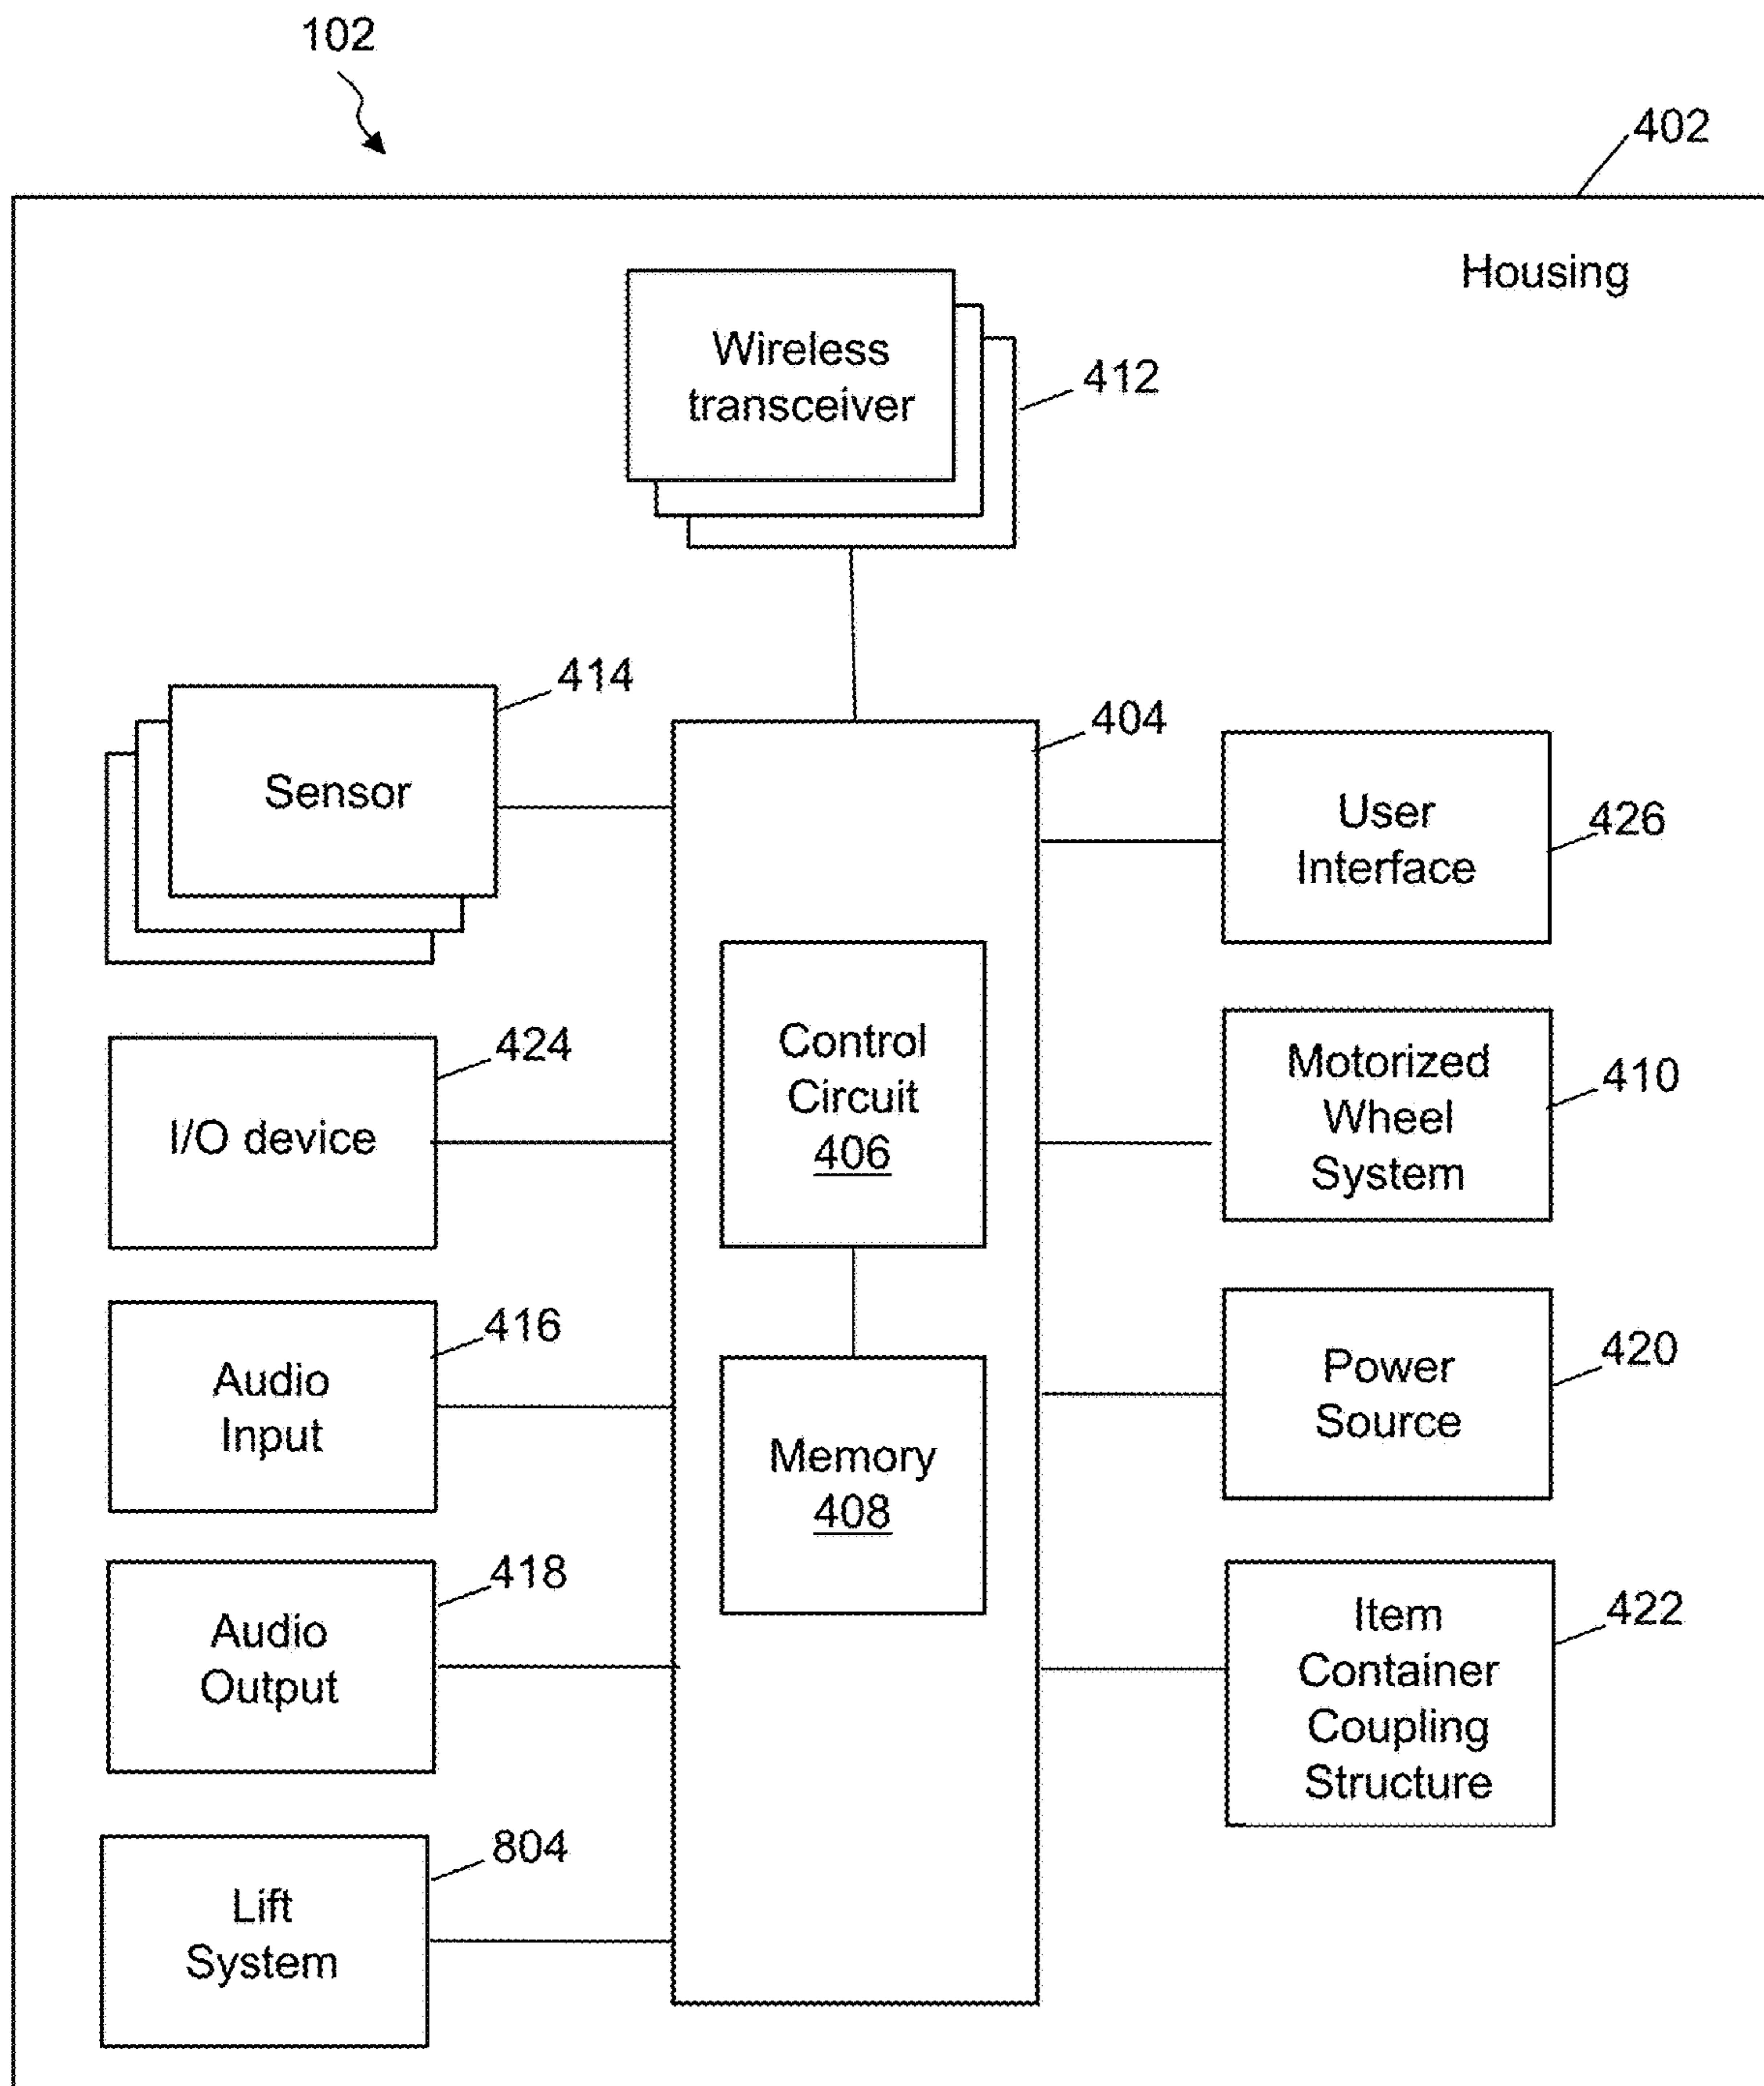 102
402
Housing
Wireless
transceiver
412
414
Sensor
404
User
Interface
426
Control
Circuit
406
424
I/O device
Motorized
Wheel
System
410
416
Audio
Input
Memory
408
Power
Source
420
418
Audio
Output
Item
Container
Coupling
Structure
422
804
Lift
System